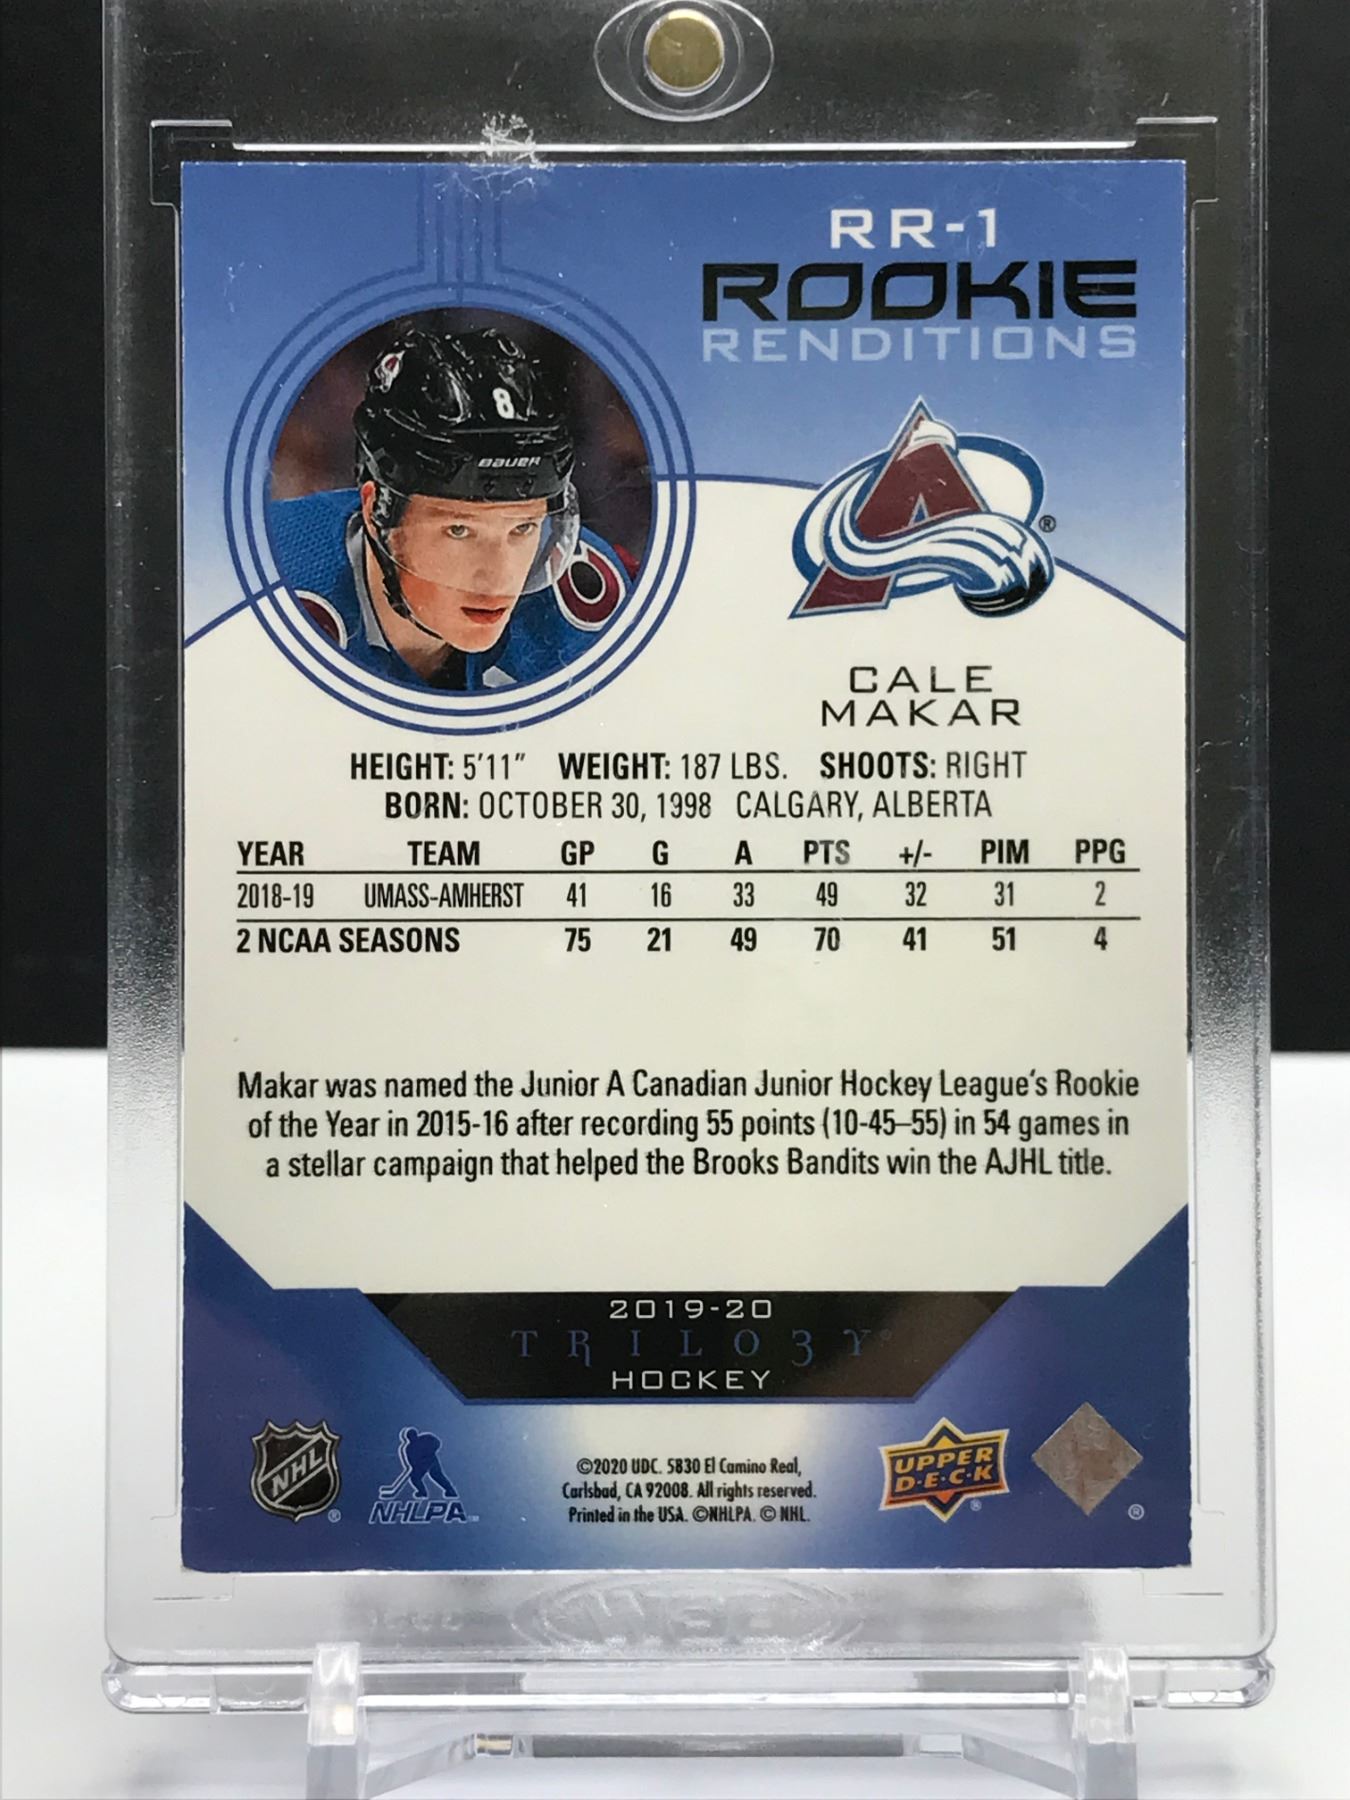 RR-1
ROOKIE
RENDITIONS
8
BAUER
®
CALE
MAKAR
HEIGHT: 5'11" WEIGHT: 187 LBS. SHOOTS: RIGHT
BORN: OCTOBER 30, 1998 CALGARY, ALBERTA
YEAR TEAM GP G A PTS +/- PIM PPG
2018-19 UMASS-AMHERST 41 16 33 49 32 31 2
2 NCAA SEASONS 75 21 49 70 41 51 4
Makar was named the Junior A Canadian Junior Hockey League's Rookie
of the Year in 2015-16 after recording 55 points (10-45–55) in 54 games in
a stellar campaign that helped the Brooks Bandits win the AJHL title.
2019-20
TRILOGY®
HOCKEY
NHL ®
NHLPA
©2020 UDC. 5830 El Camino Real,
Carlsbad, CA 92008. All rights reserved.
Printed in the USA. ©NHLPA. © NHL.
UPPER
D·E·C·K ®
®